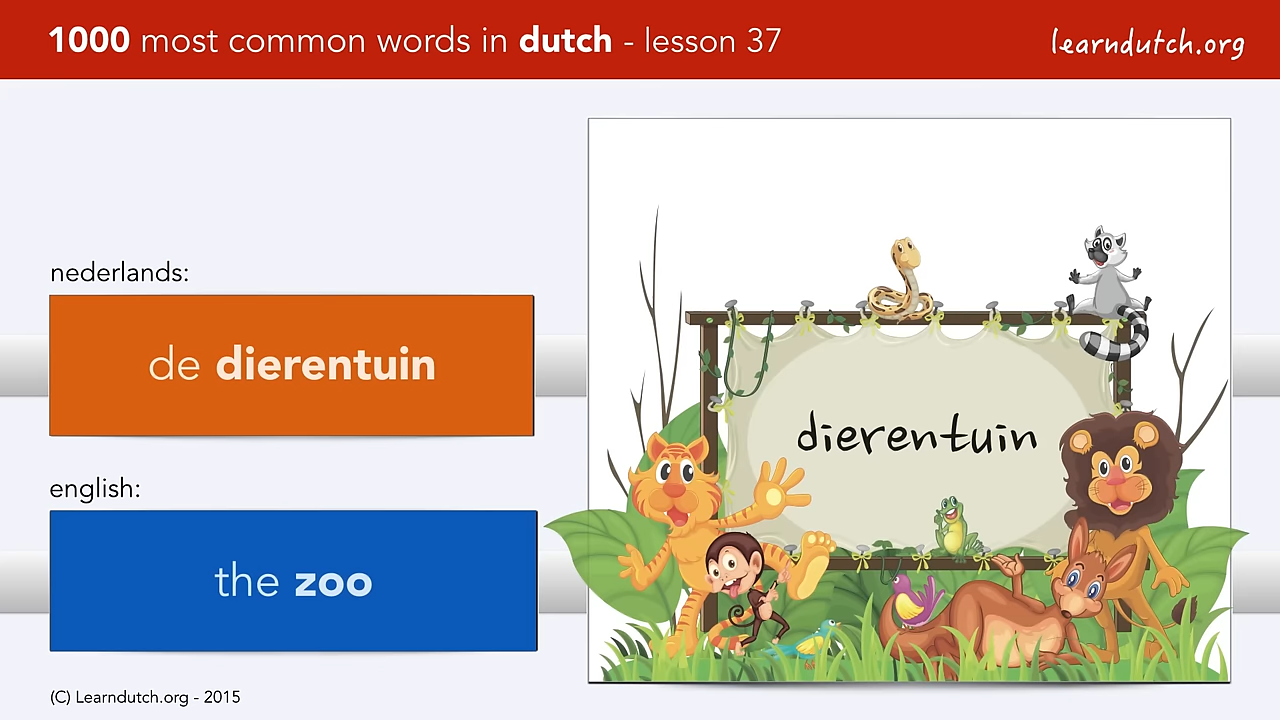 1000 most common words in dutch - lesson 37
learndutch.org
nederlands:
de dierentuin
english:
the zoo
dierentuin
(C) Learndutch.org - 2015